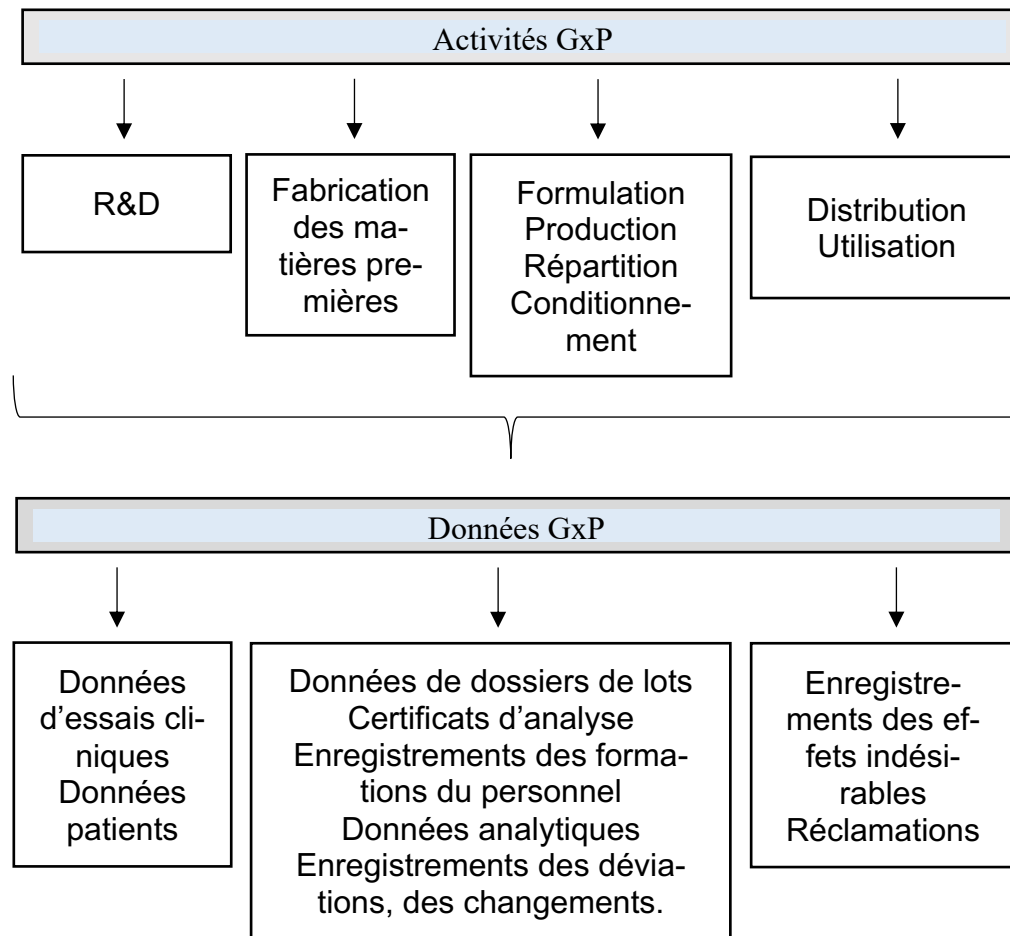 Activités GxP
R&D
Fabrication
des ma-
tières pre-
mières
Formulation
Production
Répartition
Conditionne-
ment
Distribution
Utilisation
Données GxP
Données
d'essais cli-
niques
Données
patients
Données de dossiers de lots
Certificats d'analyse
Enregistrements des forma-
tions du personnel
Données analytiques
Enregistrements des dévia-
tions, des changements.
Enregistre-
ments des ef-
fets indési-
rables
Réclamations